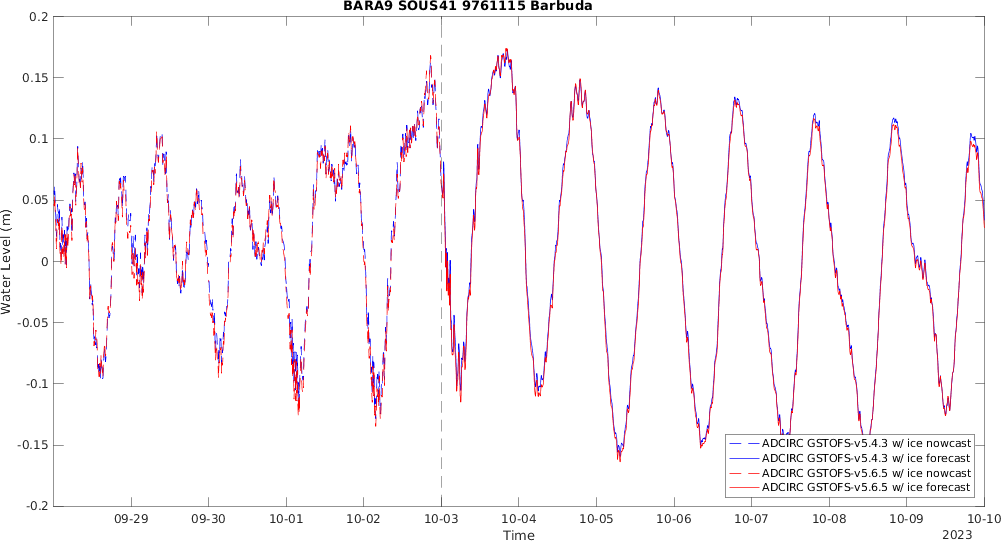 BARA9 SOUS41 9761115 Barbuda
0.2
0.15
0.1
0.05
0
-0.05
-0.1
-0.15
-0.2
Water Level (m)
ADCIRC GSTOFS-v5.4.3 w/ ice nowcast
ADCIRC GSTOFS-v5.4.3 w/ ice forecast
ADCIRC GSTOFS-v5.6.5 w/ ice nowcast
ADCIRC GSTOFS-v5.6.5 w/ ice forecast
09-29 09-30 10-01 10-02 10-03 10-04 10-05 10-06 10-07 10-08 10-09 10-10
Time 2023